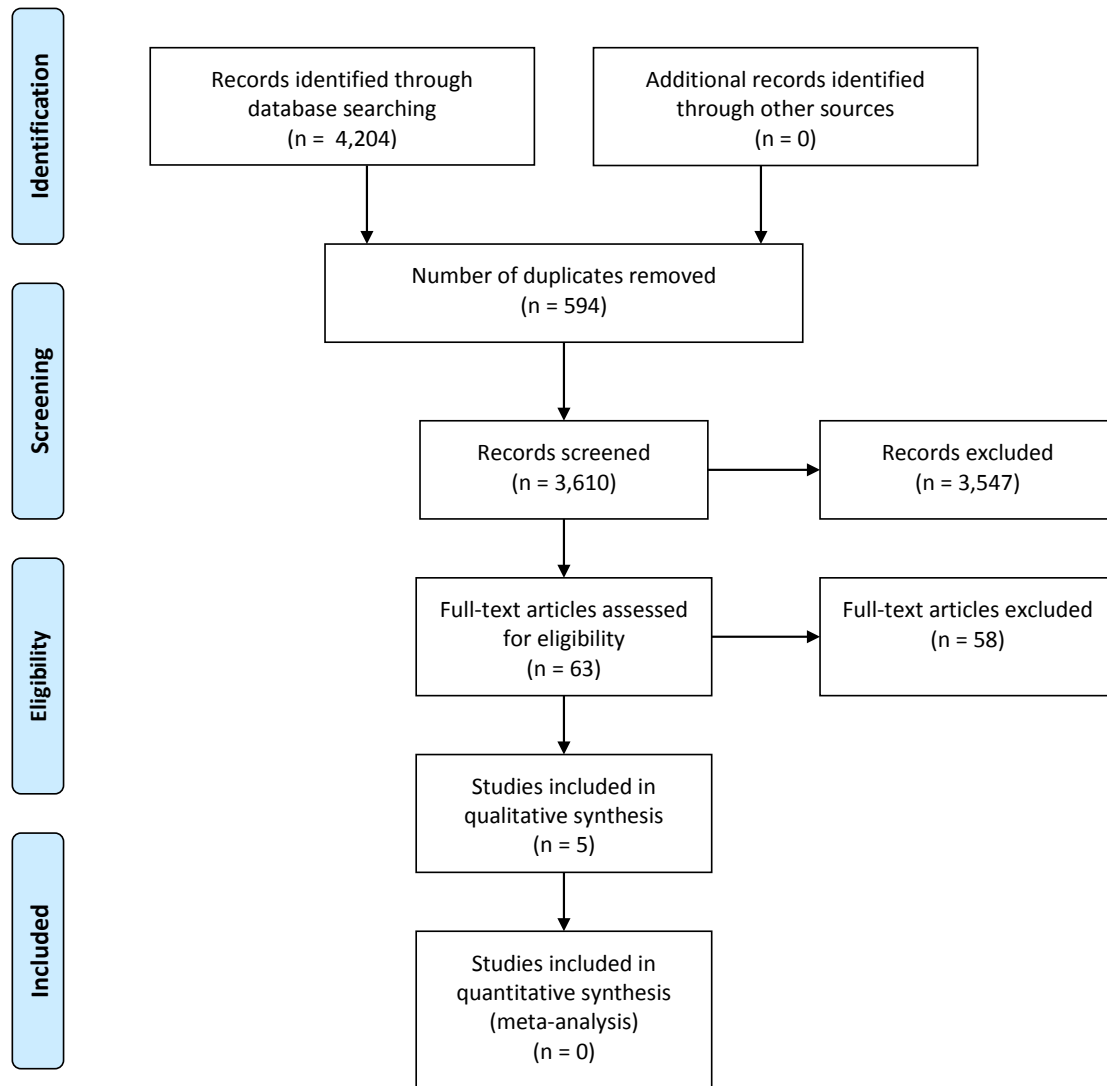 Identification
Records identified through
database searching
(n =  4,204)
Additional records identified
through other sources
(n = 0)
Number of duplicates removed
(n = 594)
Screening
Records screened
(n = 3,610)
Records excluded
(n = 3,547)
Eligibility
Full-text articles assessed
for eligibility
(n = 63)
Full-text articles excluded
(n = 58)
Studies included in
qualitative synthesis
(n = 5)
Included
Studies included in
quantitative synthesis
(meta-analysis)
(n = 0)